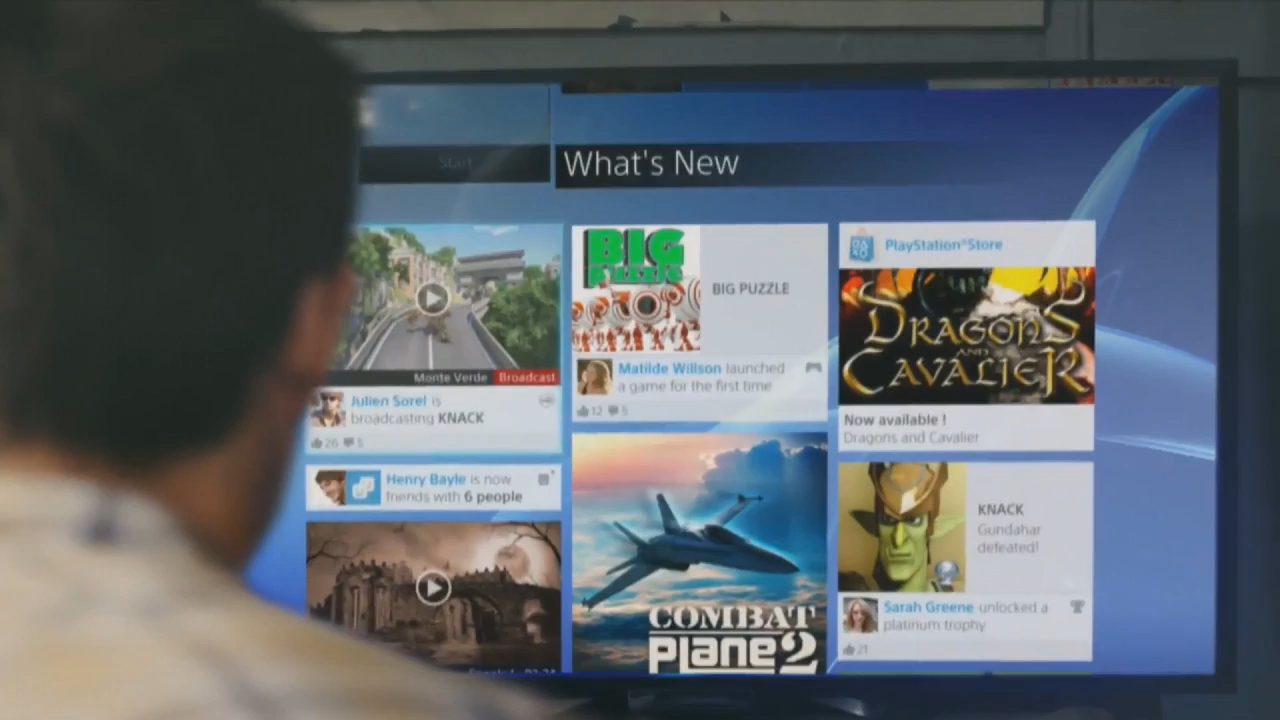 Start
What's New
Monte Verde Broadcast
Julien Sorel is
broadcasting KNACK
26 5
Henry Bayle is now
friends with 6 people
BIG
PUZZLE
BIG PUZZLE
Matilde Willson launched
a game for the first time
12 5
COMBAT
PLANE 2
PlayStation®Store
DRAGONS
AND
CAVALIER
Now available !
Dragons and Cavalier
KNACK
Gundahar
defeated!
Sarah Greene unlocked a
platinum trophy
21